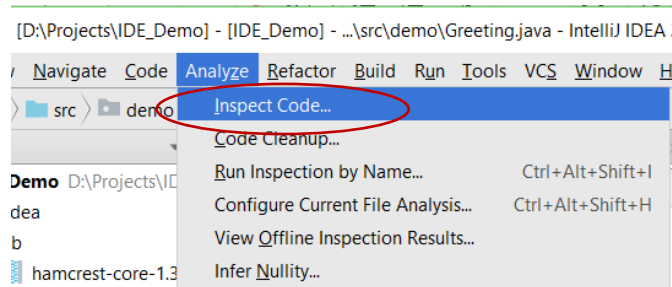 [D:\Projects\IDE_Demo] - [IDE_Demo] - ...\src\demo\Greeting.java - IntelliJ IDEA
Navigate Code Analyze Refactor Build Run Tools VCS Window H
src demo
Inspect Code...
Code Cleanup...
Demo D:\Projects\ID
Run Inspection by Name... Ctrl+Alt+Shift+I
dea
Configure Current File Analysis... Ctrl+Alt+Shift+H
b
View Offline Inspection Results...
hamcrest-core-1.3
Infer Nullity...